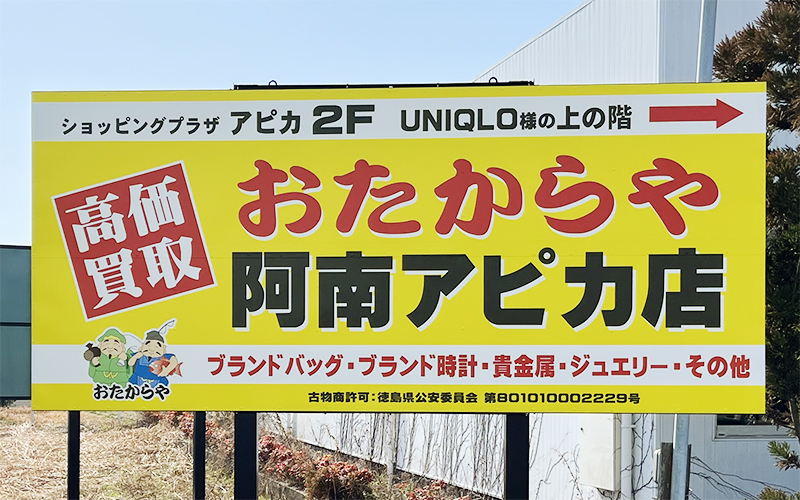 ショッピングプラザ アピカ 2F UNIQLO様の上の階
高価
買取
おたからや
阿南アピカ店
おたからや
ブランドバッグ・ブランド時計・貴金属・ジュエリー・その他
古物商許可：徳島県公安委員会 第801010002229号